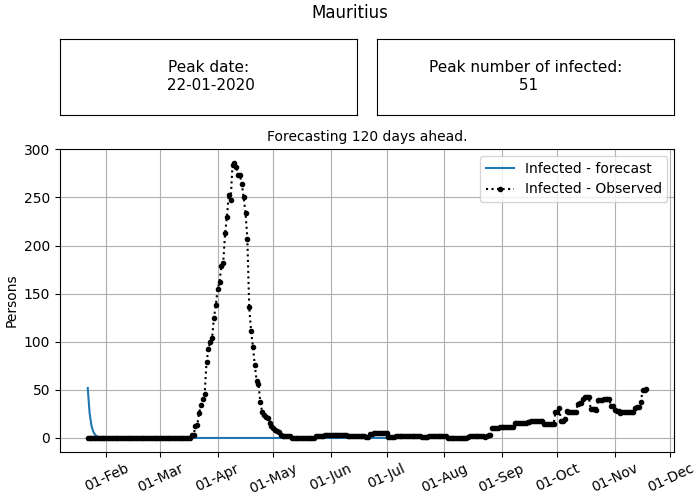 Mauritius
Peak date:
22-01-2020
Peak number of infected:
51
Forecasting 120 days ahead.
300
250
200
150
100
50
0
Persons
Infected - forecast
Infected - Observed
01-Feb
01-Mar
01-Apr
01-May
01-Jun
01-Jul
01-Aug
01-Sep
01-Oct
01-Nov
01-Dec